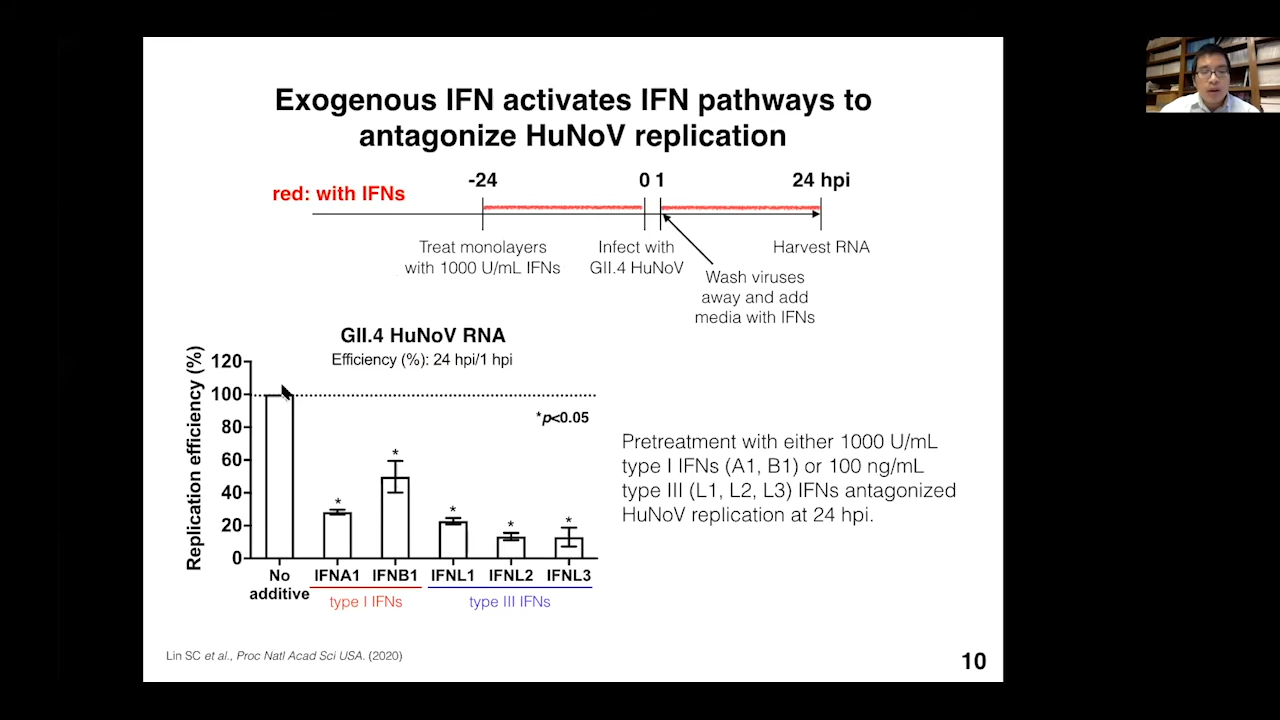 Exogenous IFN activates IFN pathways to
antagonize HuNoV replication
red: with IFNs
-24
0 1
24 hpi
Treat monolayers
with 1000 U/mL IFNs
Infect with
GII.4 HuNoV
Harvest RNA
Wash viruses
away and add
media with IFNs
GII.4 HuNoV RNA
Efficiency (%): 24 hpi/1 hpi
Replication efficiency (%)
120
100
80
60
40
20
0
*p<0.05
*
*
*
*
*
No
additive
IFNA1
IFNB1
IFNL1
IFNL2
IFNL3
type I IFNs
type III IFNs
Pretreatment with either 1000 U/mL
type I IFNs (A1, B1) or 100 ng/mL
type III (L1, L2, L3) IFNs antagonized
HuNoV replication at 24 hpi.
Lin SC et al., Proc Natl Acad Sci USA. (2020)
10